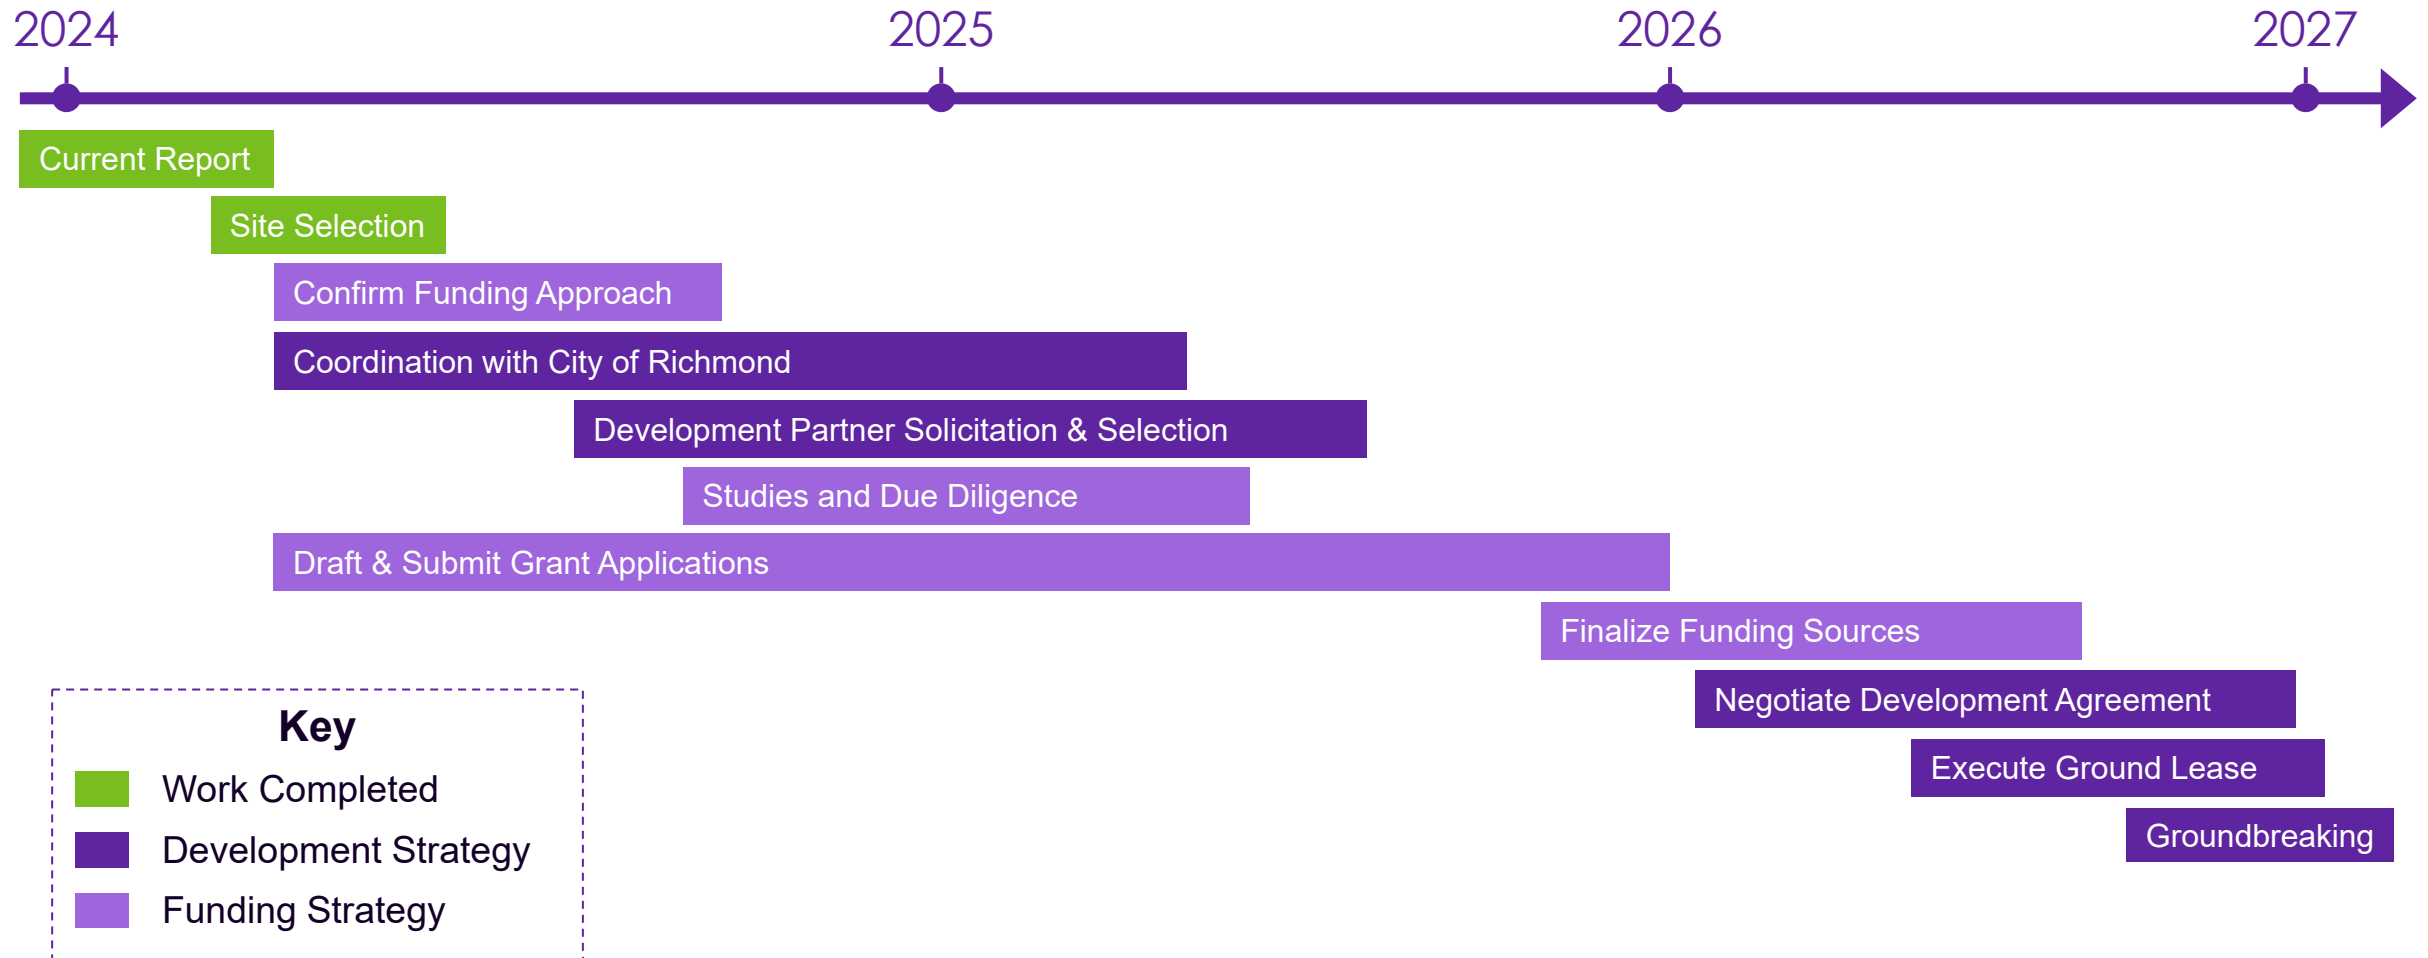 2024
2025
2026
2027
Current Report
Site Selection
Confirm Funding Approach
Coordination with City of Richmond
Development Partner Solicitation & Selection
Studies and Due Diligence
Draft & Submit Grant Applications
Finalize Funding Sources
Negotiate Development Agreement
Execute Ground Lease
Groundbreaking
Key
Work Completed
Development Strategy
Funding Strategy